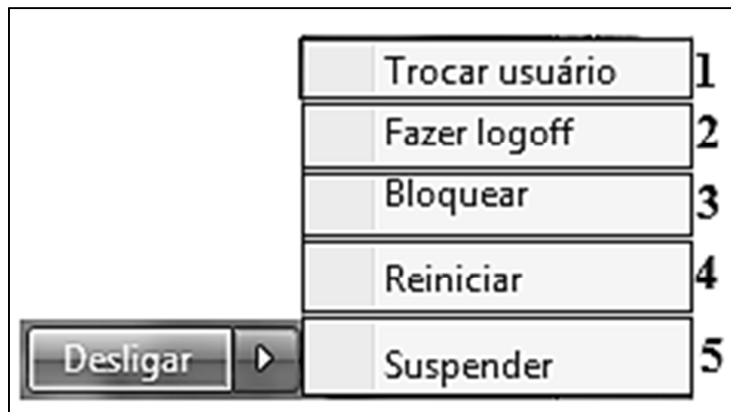 Trocar usuário 1
Fazer logoff 2
Bloquear 3
Reiniciar 4
Desligar
Suspender 5